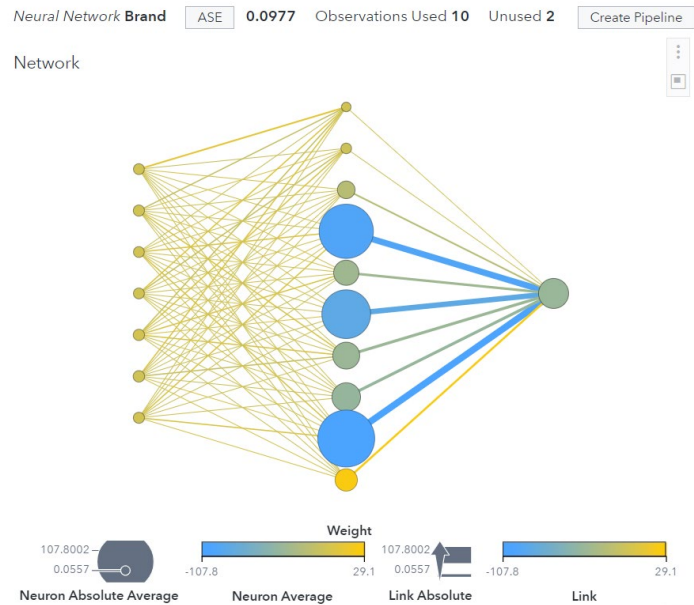 Neural Network Brand ASE 0.0977 Observations Used 10 Unused 2 Create Pipeline
Network
Weight
107.8002 107.8002
0.0557 -107.8 29.1 0.0557 -107.8 29.1
Neuron Absolute Average Neuron Average Link Absolute Link